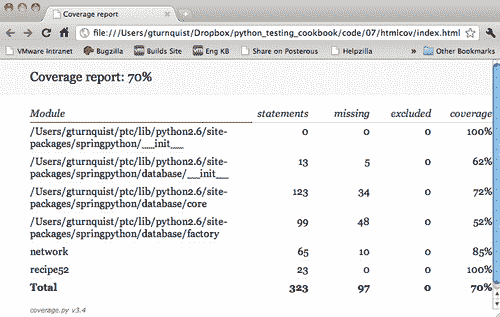 Coverage report
file:///Users/gturnquist/Dropbox/python_testing_cookbook/code/07/htmlcov/index.html
VMware Intranet Bugzilla Builds Site Eng KB Share on Posterous Helpzilla » Other Bookmarks
Coverage report: 70%
Module statements missing excluded coverage
/Users/gturnquist/ptc/lib/python2.6/site-
packages/springpython/__init__ 0 0 0 100%
/Users/gturnquist/ptc/lib/python2.6/site-
packages/springpython/database/__init__ 13 5 0 62%
/Users/gturnquist/ptc/lib/python2.6/site-
packages/springpython/database/core 123 34 0 72%
/Users/gturnquist/ptc/lib/python2.6/site-
packages/springpython/database/factory 99 48 0 52%
network 65 10 0 85%
recipe52 23 0 0 100%
Total 323 97 0 70%
coverage.py v3.4